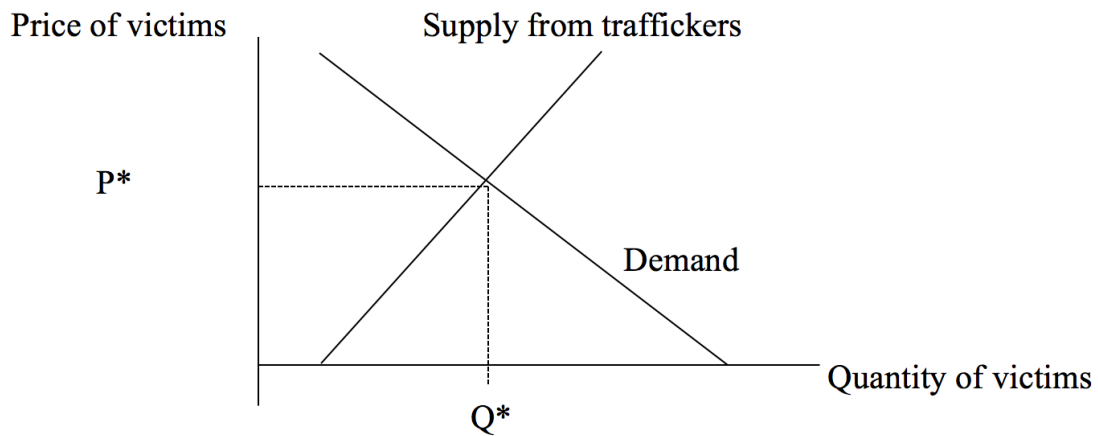 Price of victims
Supply from traffickers
P*
Demand
Quantity of victims
Q*